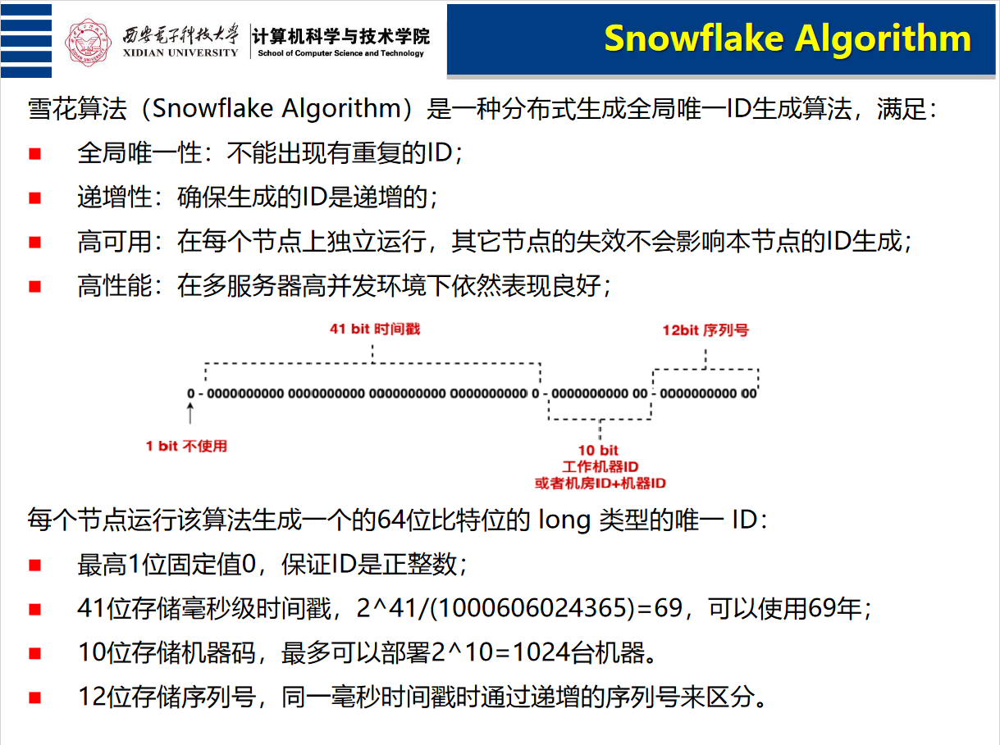 西安电子科技大学
XIDIAN UNIVERSITY
计算机科学与技术学院
School of Computer Science and Technology
Snowflake Algorithm
雪花算法（Snowflake Algorithm）是一种分布式生成全局唯一ID生成算法，满足：
全局唯一性：不能出现有重复的ID；
递增性：确保生成的ID是递增的；
高可用：在每个节点上独立运行，其它节点的失效不会影响本节点的ID生成；
高性能：在多服务器高并发环境下依然表现良好；
41 bit 时间戳
12bit 序列号
0 - 0000000000 0000000000 0000000000 0000000000 0 - 0000000000 00 - 0000000000 00
1 bit 不使用
10 bit
工作机器ID
或者机房ID+机器ID
每个节点运行该算法生成一个的64位比特位的 long 类型的唯一 ID：
最高1位固定值0，保证ID是正整数；
41位存储毫秒级时间戳，2^41/(1000606024365)=69，可以使用69年；
10位存储机器码，最多可以部署2^10=1024台机器。
12位存储序列号，同一毫秒时间戳时通过递增的序列号来区分。